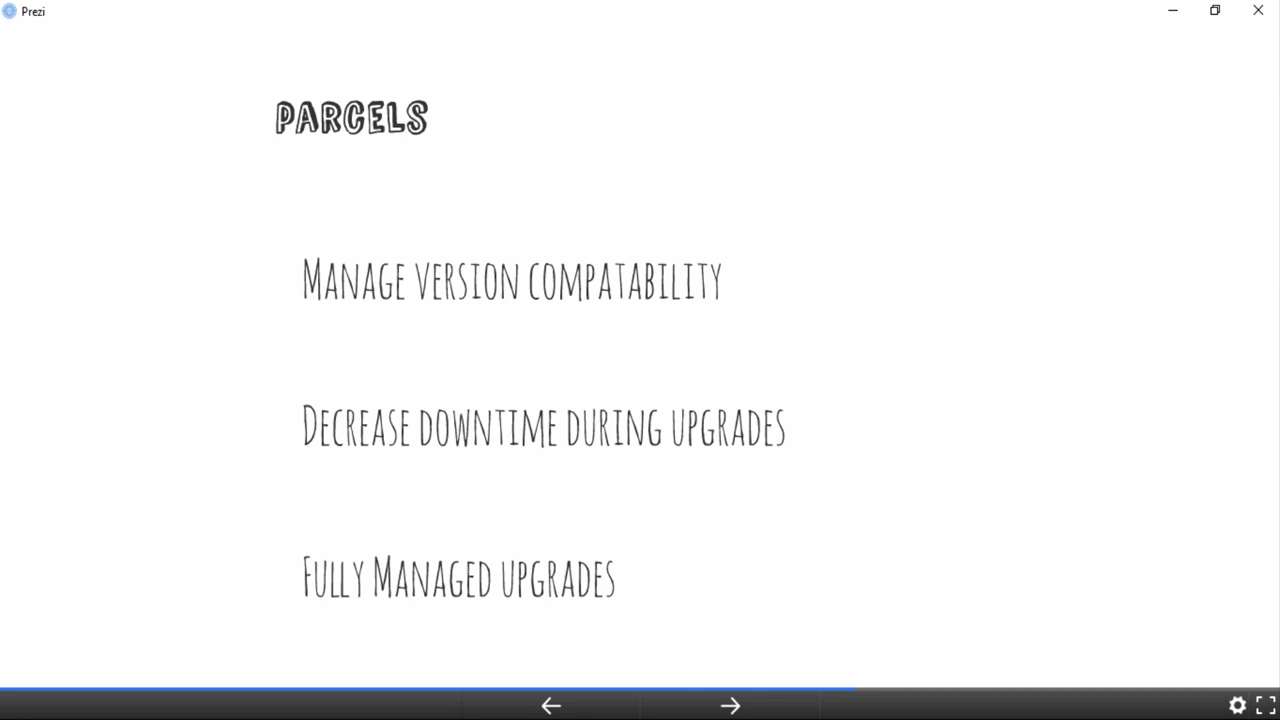 Prezi
PARCELS
MANAGE VERSION COMPATABILITY
DECREASE DOWNTIME DURING UPGRADES
FULLY MANAGED UPGRADES